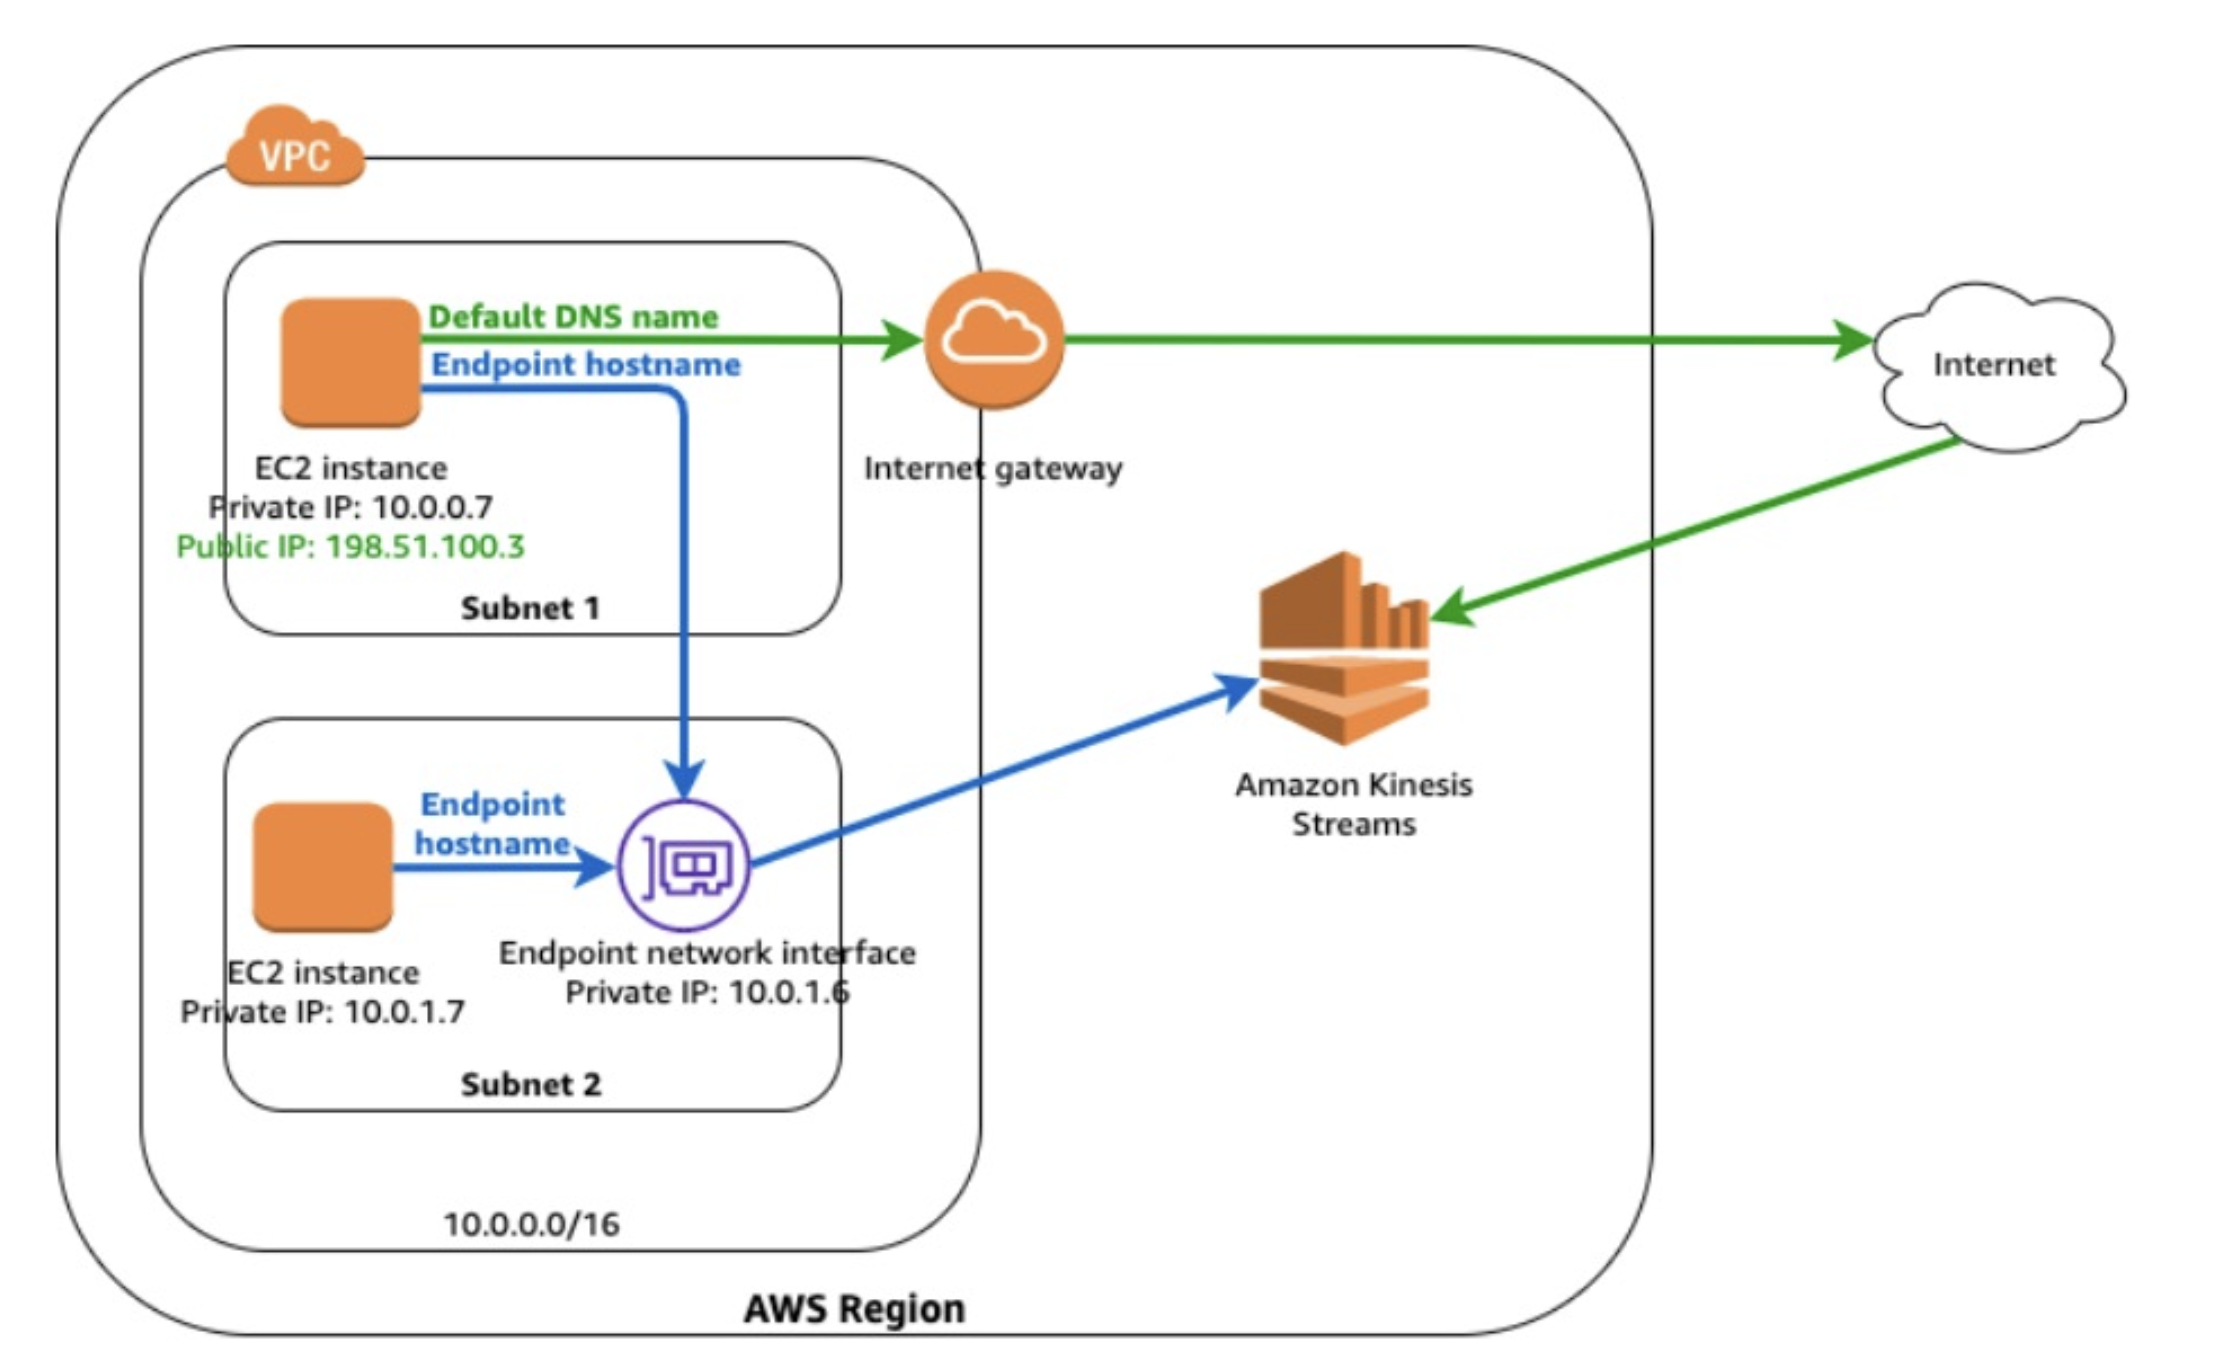 VPC
Default DNS name
Endpoint hostname
EC2 instance
Private IP: 10.0.0.7
Public IP: 198.51.100.3
Subnet 1
Internet gateway
Internet
Amazon Kinesis
Streams
Endpoint
hostname
EC2 instance
Private IP: 10.0.1.7
Endpoint network interface
Private IP: 10.0.1.6
Subnet 2
10.0.0.0/16
AWS Region